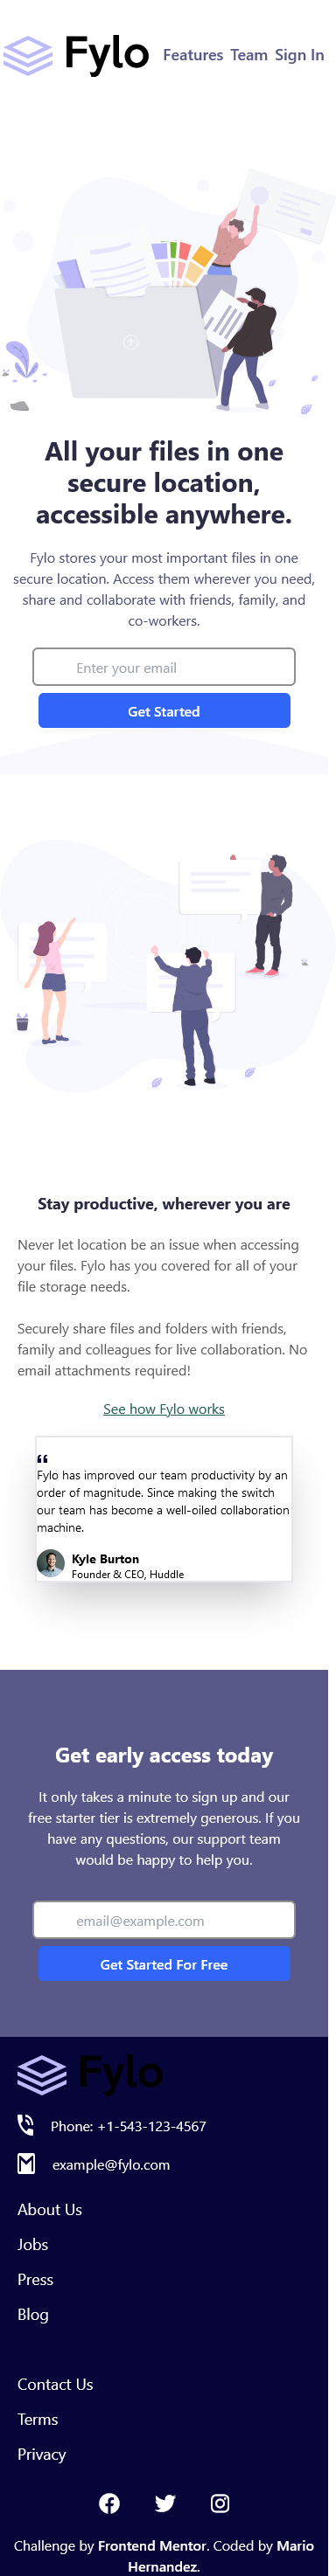 Fylo Features Team Sign In
All your files in one
secure location,
accessible anywhere.
Fylo stores your most important files in one
secure location. Access them wherever you need,
share and collaborate with friends, family, and
co-workers.
Enter your email
Get Started
Stay productive, wherever you are
Never let location be an issue when accessing
your files. Fylo has you covered for all of your
file storage needs.
Securely share files and folders with friends,
family and colleagues for live collaboration. No
email attachments required!
See how Fylo works
“
Fylo has improved our team productivity by an
order of magnitude. Since making the switch
our team has become a well-oiled collaboration
machine.
Kyle Burton
Founder & CEO, Huddle
Get early access today
It only takes a minute to sign up and our
free starter tier is extremely generous. If you
have any questions, our support team
would be happy to help you.
email@example.com
Get Started For Free
Fylo
Phone: +1-543-123-4567
example@fylo.com
About Us
Jobs
Press
Blog
Contact Us
Terms
Privacy
Challenge by Frontend Mentor. Coded by Mario
Hernandez.